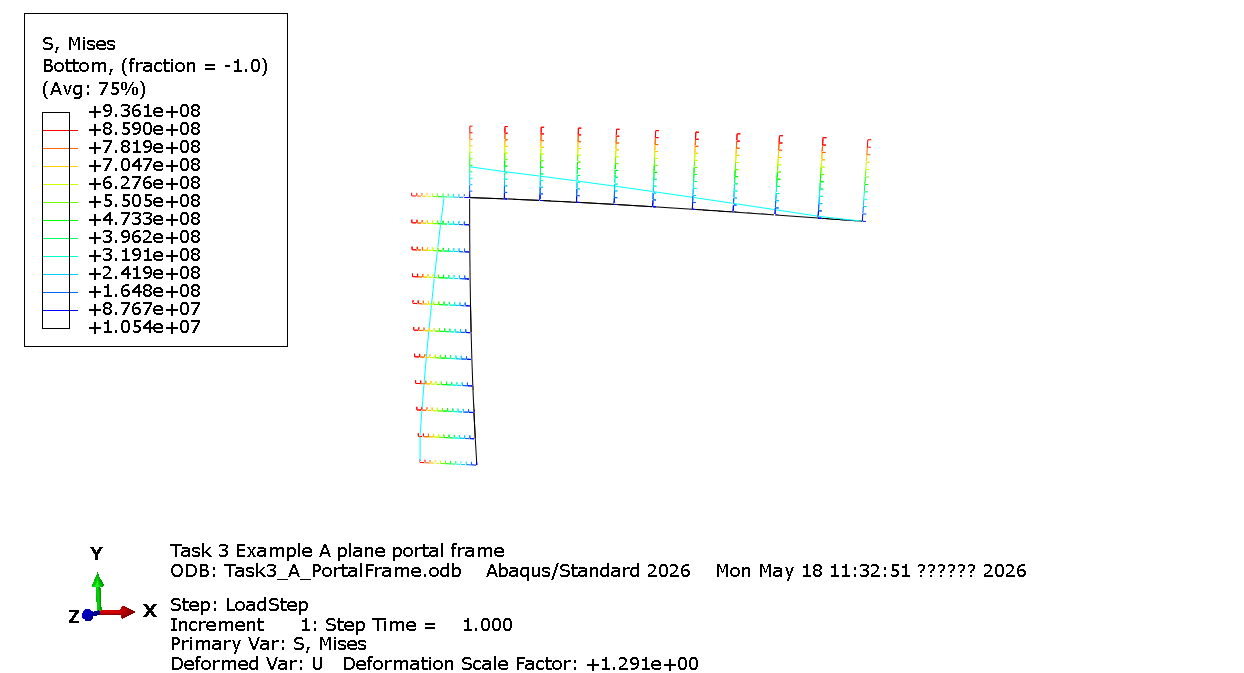 S, Mises
Bottom, (fraction = -1.0)
(Avg: 75%)
+9.361e+08
+8.590e+08
+7.819e+08
+7.047e+08
+6.276e+08
+5.505e+08
+4.733e+08
+3.962e+08
+3.191e+08
+2.419e+08
+1.648e+08
+8.767e+07
+1.054e+07
Y
Z
X
Task 3 Example A plane portal frame
ODB: Task3_A_PortalFrame.odb    Abaqus/Standard 2026    Mon May 18 11:32:51 ?????? 2026
Step: LoadStep
Increment      1: Step Time =    1.000
Primary Var: S, Mises
Deformed Var: U   Deformation Scale Factor: +1.291e+00